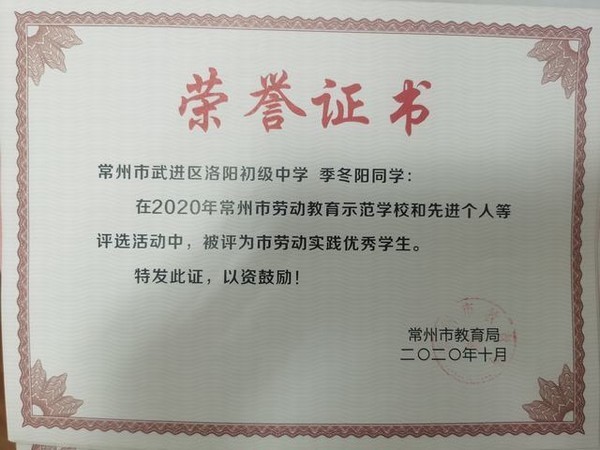 荣誉证书
常州市武进区洛阳初级中学 季冬阳同学：
在2020年常州市劳动教育示范学校和先进个人等
评选活动中，被评为市劳动实践优秀学生。
特发此证，以资鼓励！
常州市教育局
二〇二〇年十月